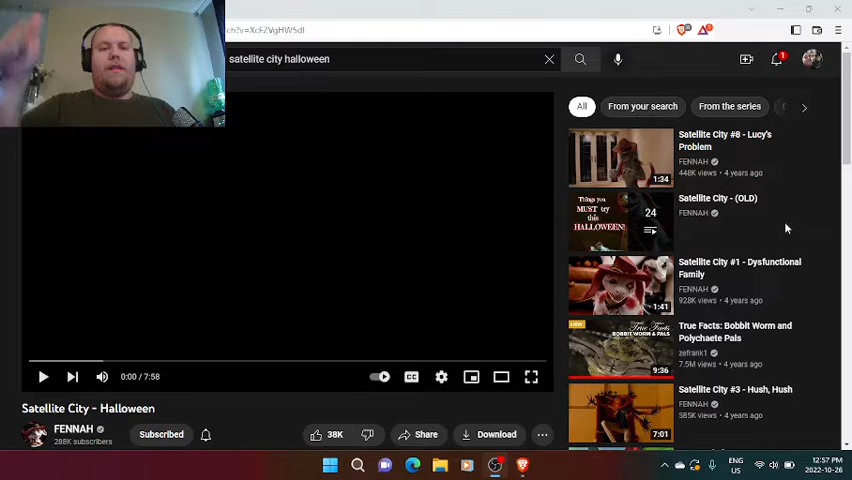 ch?v=XcFZVgHW5dI
satellite city halloween
1
All
From your search
From the series
Satellite City #8 - Lucy's
Problem
FENNAH
448K views • 4 years ago
1:34
Things you
MUST try
this
HALLOWEEN!
24
Satellite City - (OLD)
FENNAH
Satellite City #1 - Dysfunctional
Family
FENNAH
928K views • 4 years ago
1:41
NEW
True Facts
BOBBIT WORM & PALS
True Facts: Bobbit Worm and
Polychaete Pals
zefrank1
7.5M views • 4 years ago
9:36
Satellite City #3 - Hush, Hush
FENNAH
585K views • 4 years ago
7:01
0:00 / 7:58
CC
Satellite City - Halloween
FENNAH
288K subscribers
Subscribed
38K
Share
Download
ENG
US
12:57 PM
2022-10-26